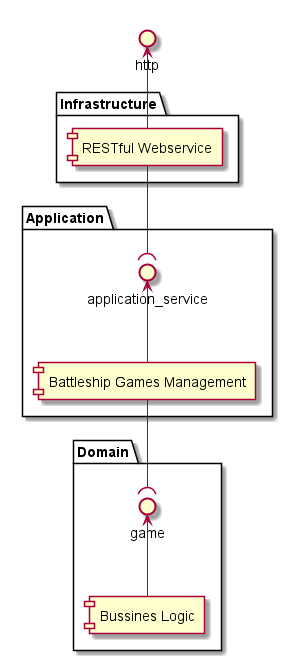 http
Infrastructure
RESTful Webservice
Application
application_service
Battleship Games Management
Domain
game
Bussines Logic